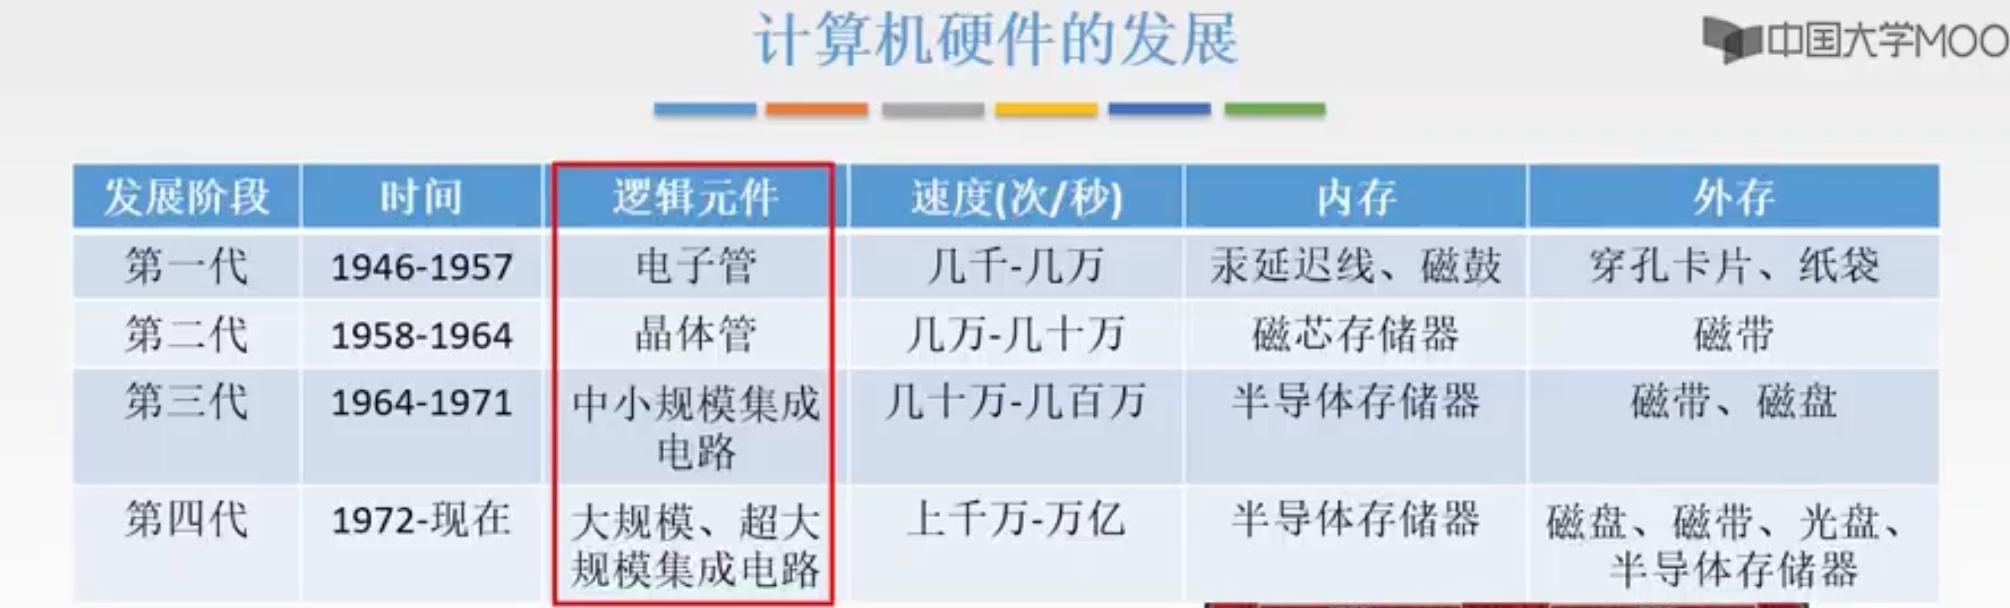 计算机硬件的发展
中国大学MOO
发展阶段 时间 逻辑元件 速度(次/秒) 内存 外存
第一代 1946-1957 电子管 几千-几万 汞延迟线、磁鼓 穿孔卡片、纸袋
第二代 1958-1964 晶体管 几万-几十万 磁芯存储器 磁带
第三代 1964-1971 中小规模集成 几十万-几百万 半导体存储器 磁带、磁盘
电路
第四代 1972-现在 大规模、超大 上千万-万亿 半导体存储器 磁盘、磁带、光盘、
规模集成电路 半导体存储器